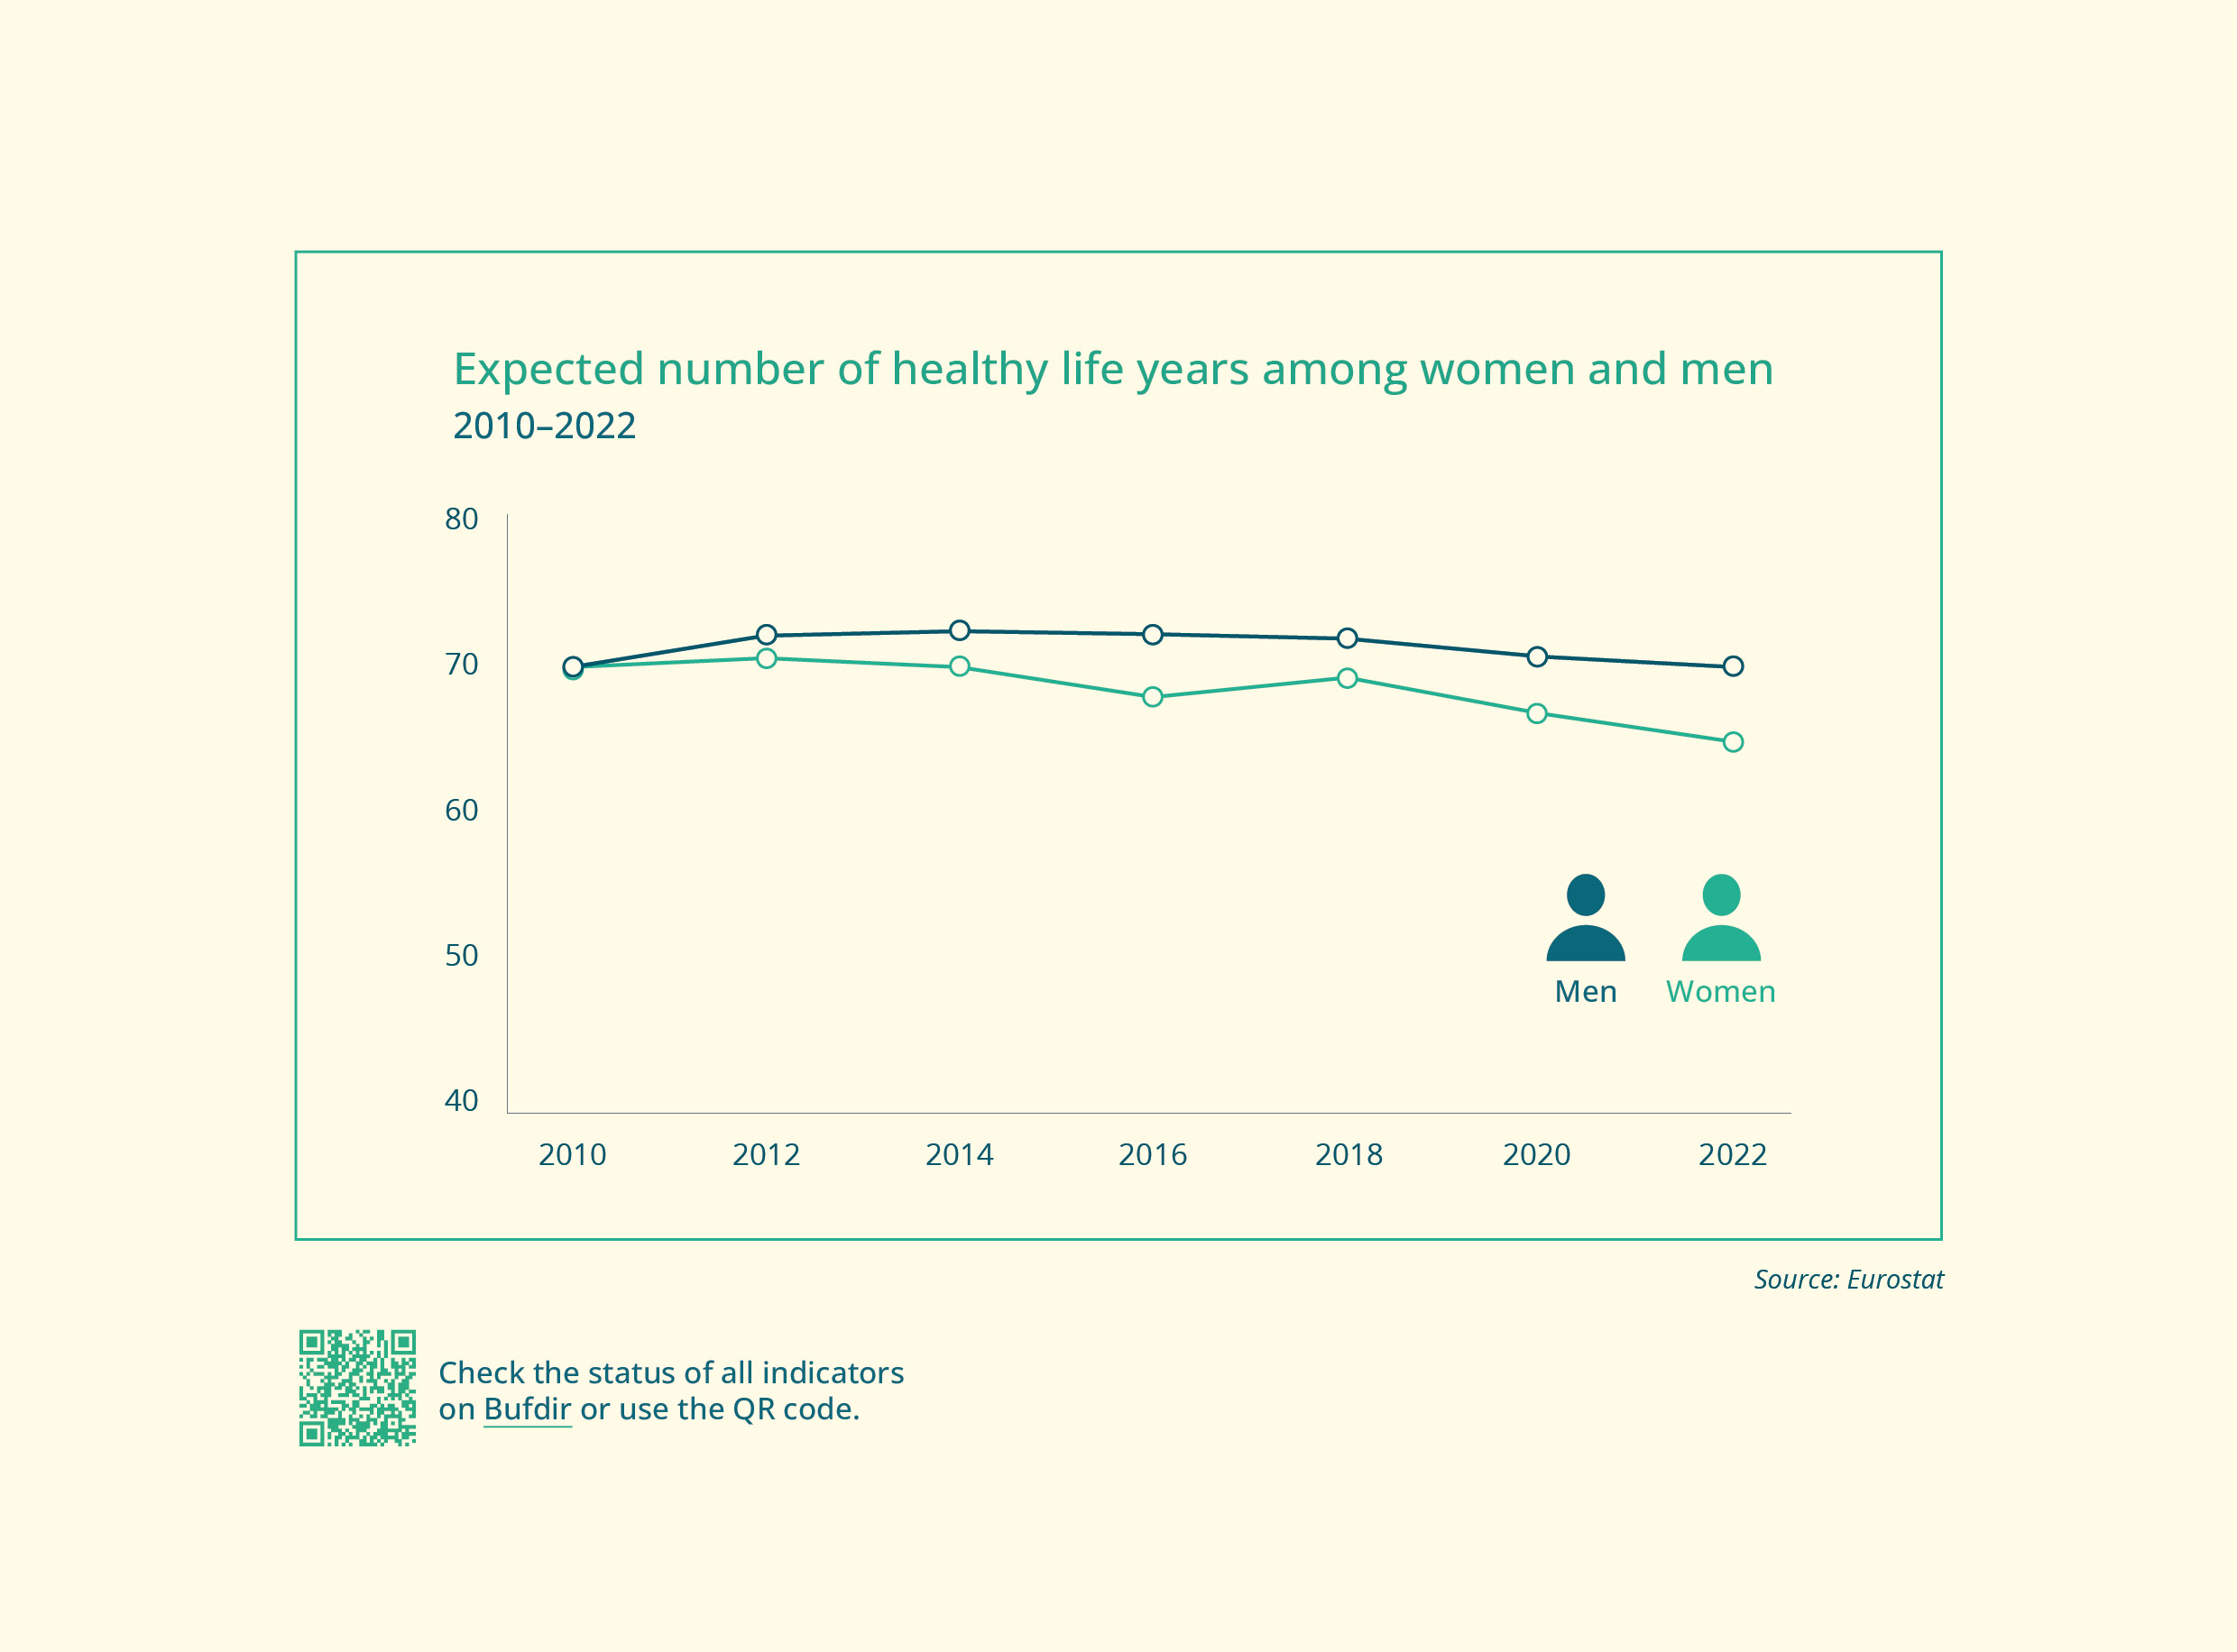 Expected number of healthy life years among women and men
2010–2022
80
70
60
50
40
Men Women
2010 2012 2014 2016 2018 2020 2022
Source: Eurostat
Check the status of all indicators
on Bufdir or use the QR code.